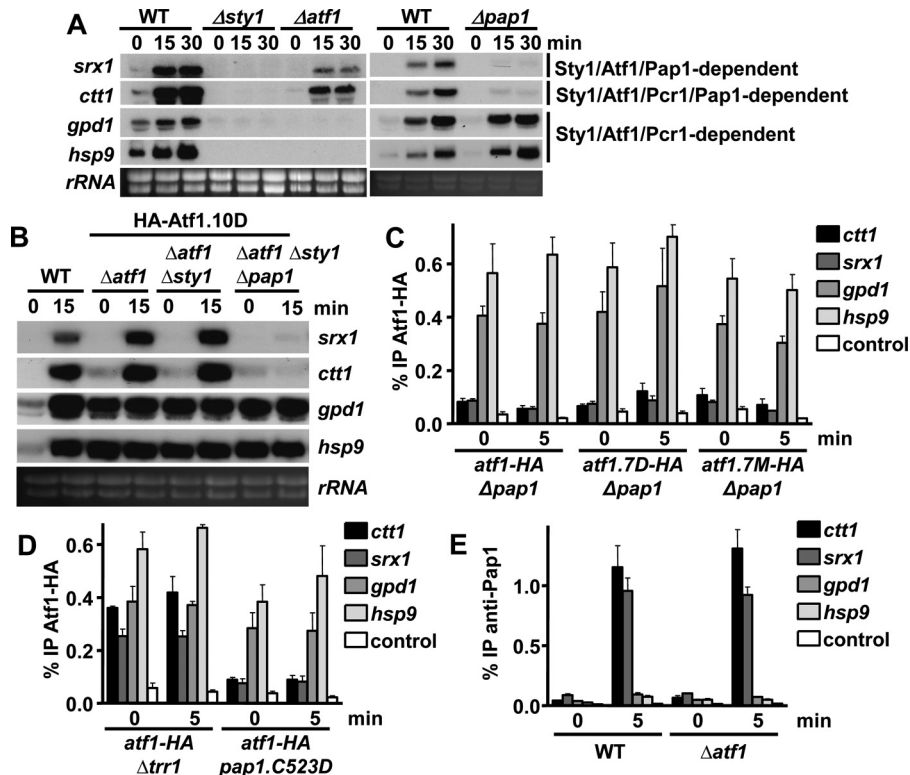 A
WT Δsty1 Δatf1 WT Δpap1
0 15 30 0 15 30 0 15 30 0 15 30 0 15 30 min
srx1 Sty1/Atf1/Pap1-dependent
ctt1 Sty1/Atf1/Pcr1/Pap1-dependent
gpd1 Sty1/Atf1/Pcr1-dependent
hsp9
rRNA
B
HA-Atf1.10D
WT Δatf1 Δatf1 Δsty1 Δatf1 Δsty1 Δpap1
0 15 0 15 0 15 0 15 min
srx1
ctt1
gpd1
hsp9
rRNA
C
% IP Atf1-HA
0.6
0.4
0.2
0.0
ctt1
srx1
gpd1
hsp9
control
0 5 0 5 0 5 min
atf1-HA atf1.7D-HA atf1.7M-HA
Δpap1 Δpap1 Δpap1
D
% IP Atf1-HA
0.6
0.4
0.2
0.0
ctt1
srx1
gpd1
hsp9
control
0 5 0 5 min
atf1-HA atf1-HA
Δtrr1 pap1.C523D
E
% IP anti-Pap1
1.0
0.5
0.0
ctt1
srx1
gpd1
hsp9
control
0 5 0 5 min
WT Δatf1